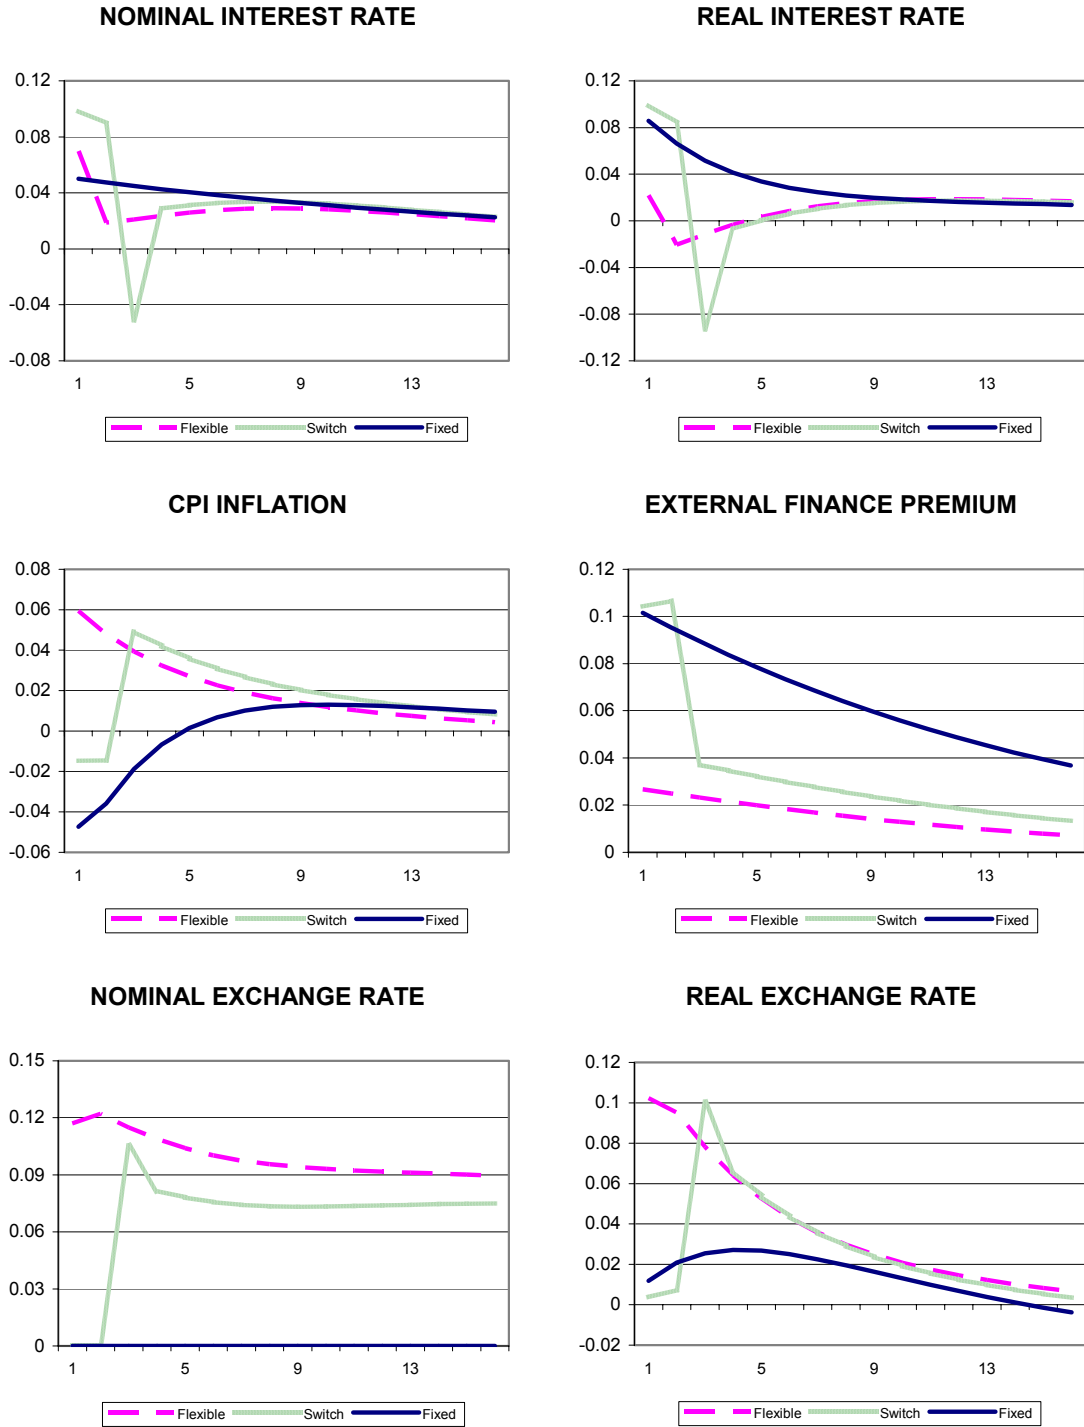 NOMINAL INTEREST RATE
0.12
0.08
0.04
0
-0.04
-0.08
1 5 9 13
Flexible Switch Fixed
REAL INTEREST RATE
0.12
0.08
0.04
0
-0.04
-0.08
-0.12
1 5 9 13
Flexible Switch Fixed
CPI INFLATION
0.08
0.06
0.04
0.02
0
-0.02
-0.04
-0.06
1 5 9 13
Flexible Switch Fixed
EXTERNAL FINANCE PREMIUM
0.12
0.1
0.08
0.06
0.04
0.02
0
1 5 9 13
Flexible Switch Fixed
NOMINAL EXCHANGE RATE
0.15
0.12
0.09
0.06
0.03
0
1 5 9 13
Flexible Switch Fixed
REAL EXCHANGE RATE
0.12
0.1
0.08
0.06
0.04
0.02
0
-0.02
1 5 9 13
Flexible Switch Fixed